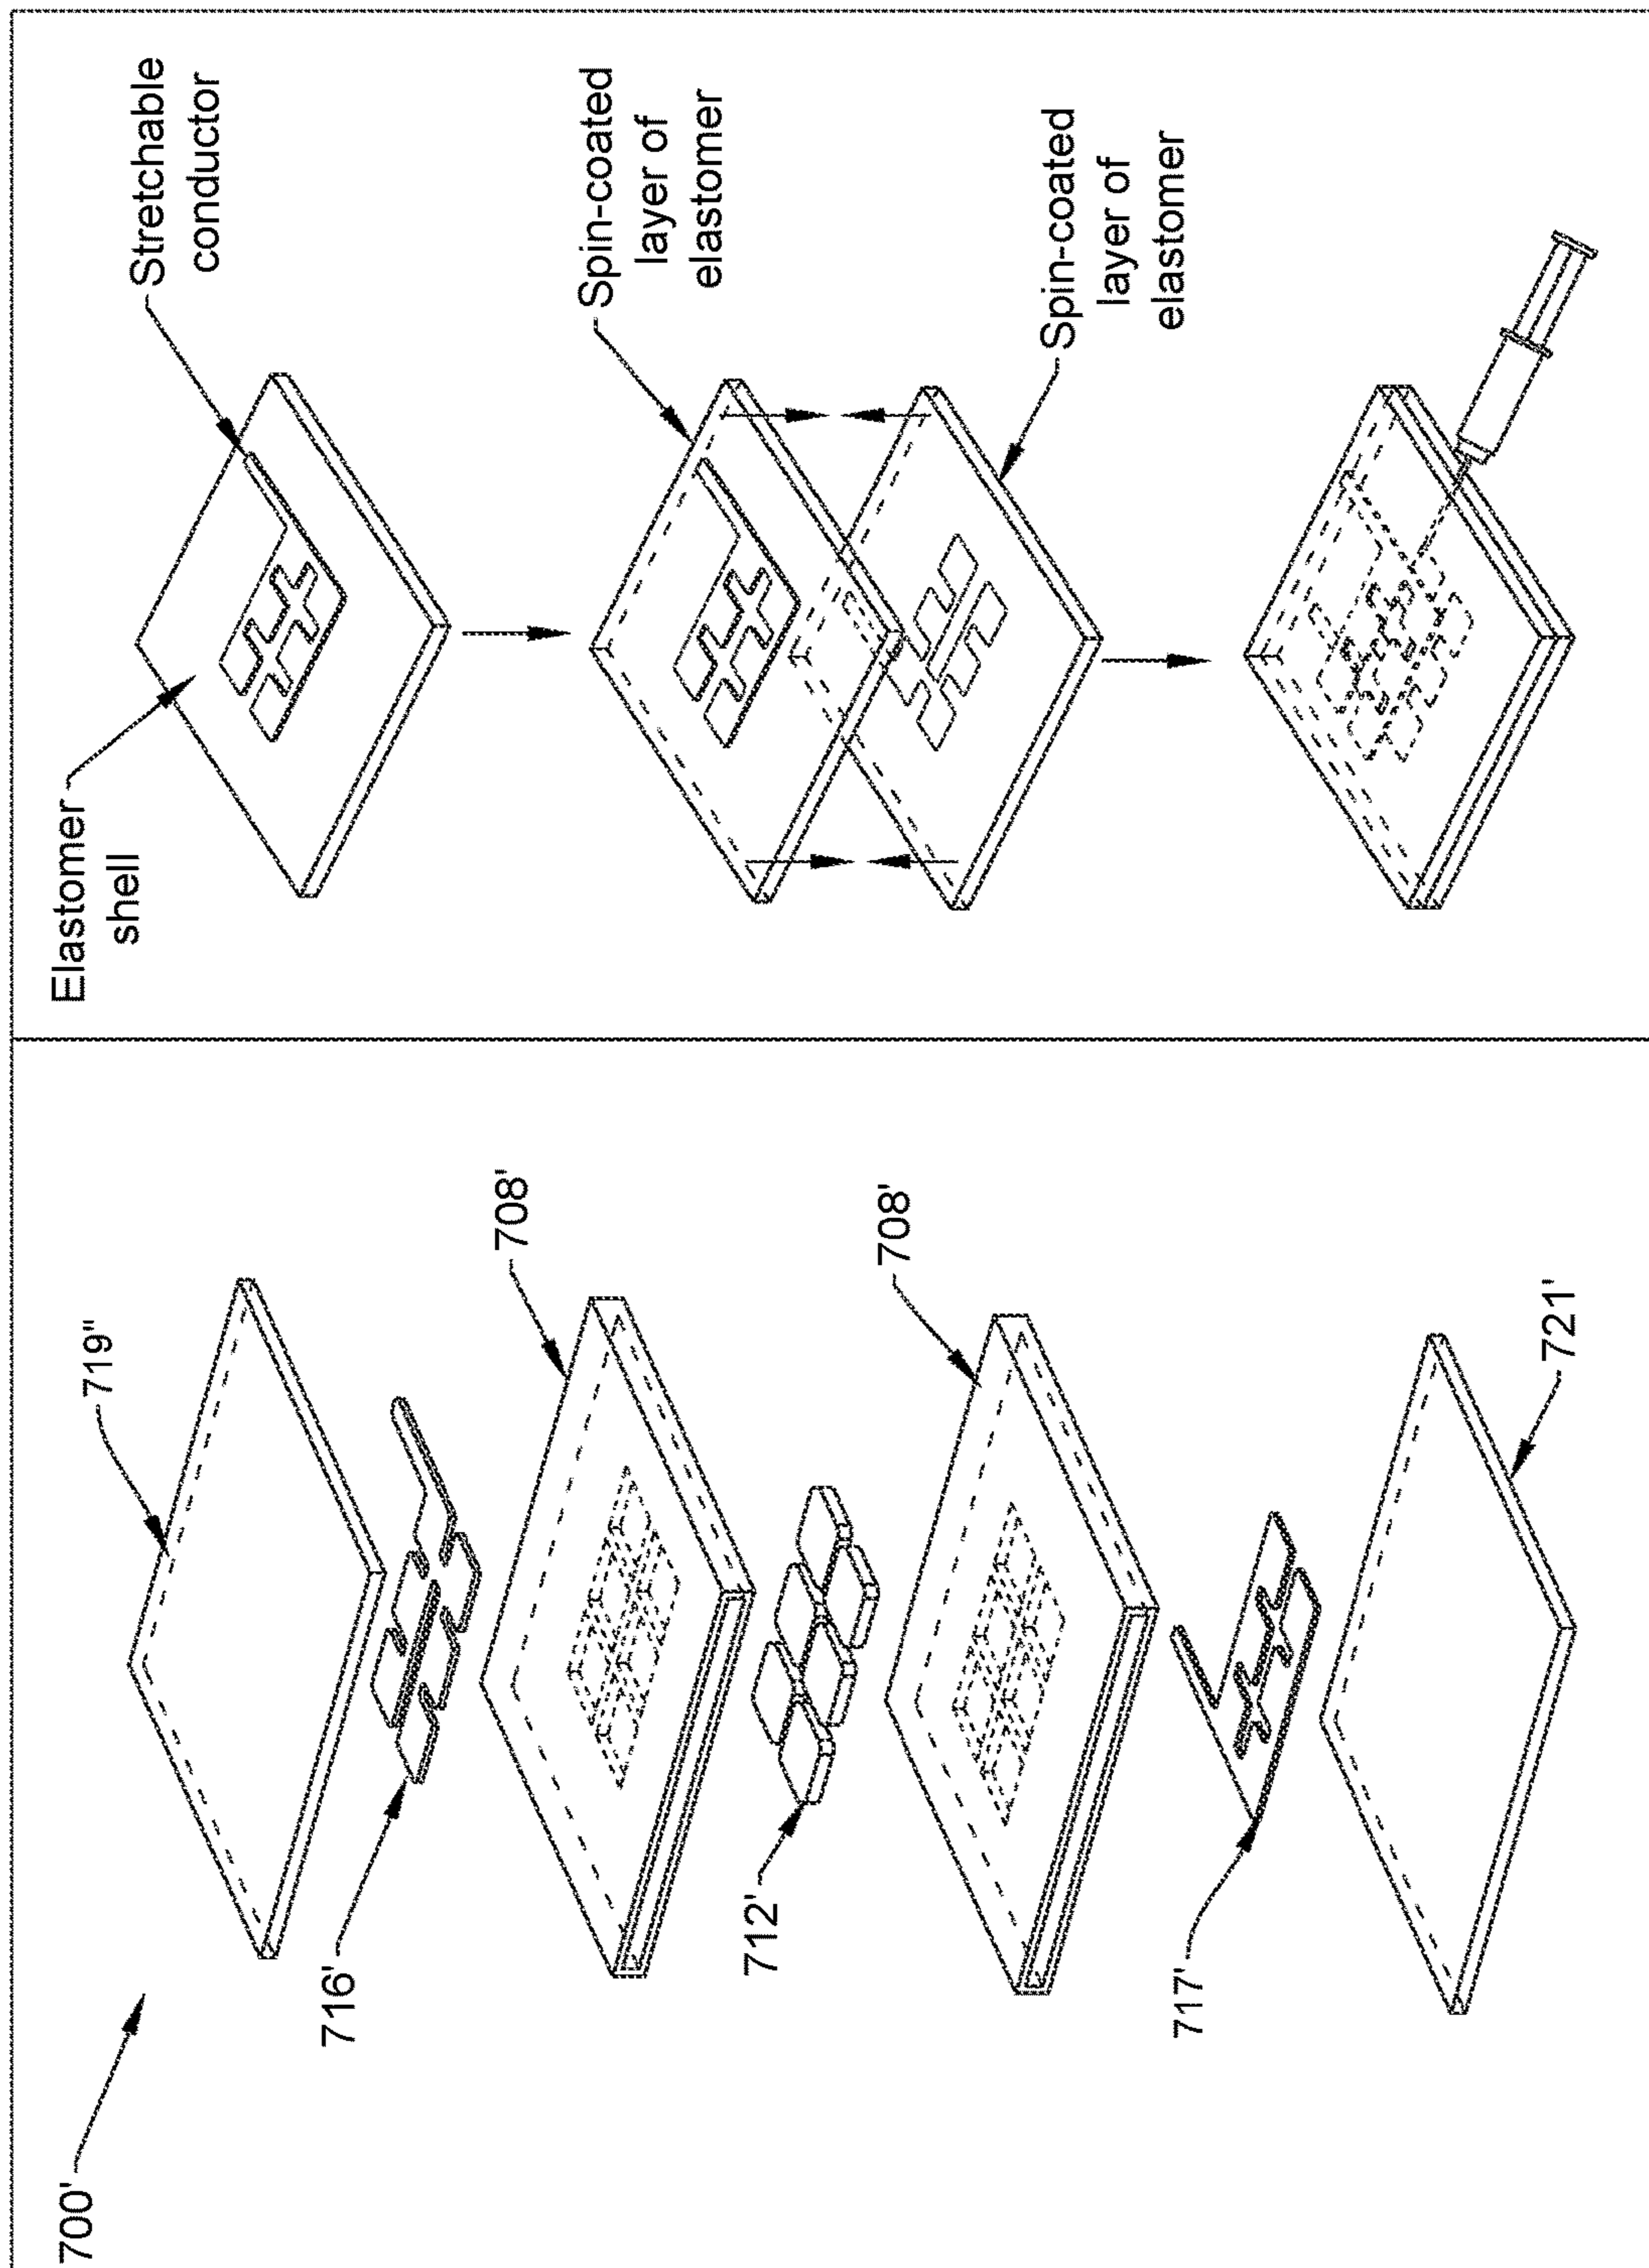 700'
719"
716'
708'
712'
708'
717'
721'
Elastomer
shell
Stretchable
conductor
Spin-coated
layer of
elastomer
Spin-coated
layer of
elastomer